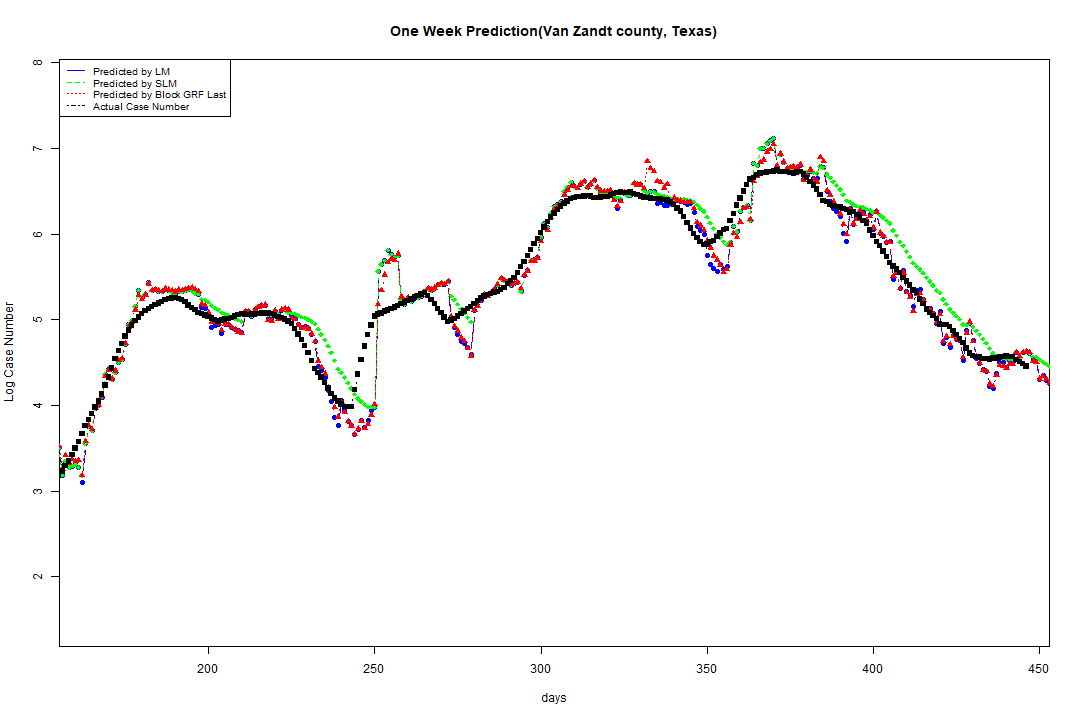 One Week Prediction(Van Zandt county, Texas)
Predicted by LM
Predicted by SLM
Predicted by Block GRF Last
Actual Case Number
Log Case Number
8
7
6
5
4
3
2
200 250 300 350 400 450
days